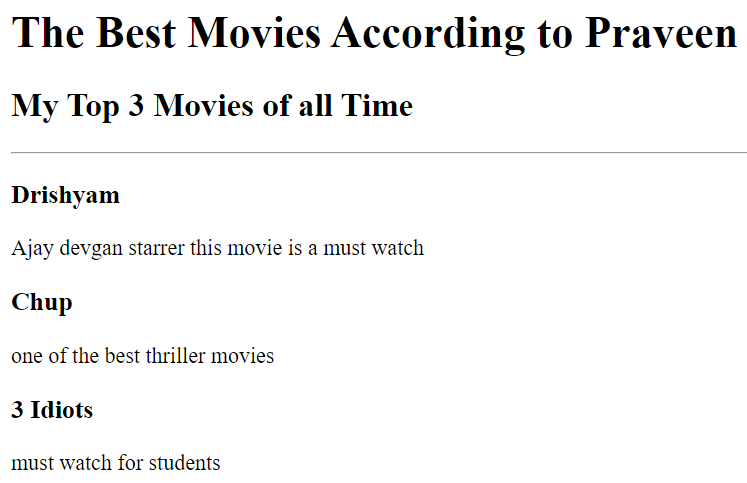 The Best Movies According to Praveen
My Top 3 Movies of all Time
Drishyam
Ajay devgan starrer this movie is a must watch
Chup
one of the best thriller movies
3 Idiots
must watch for students